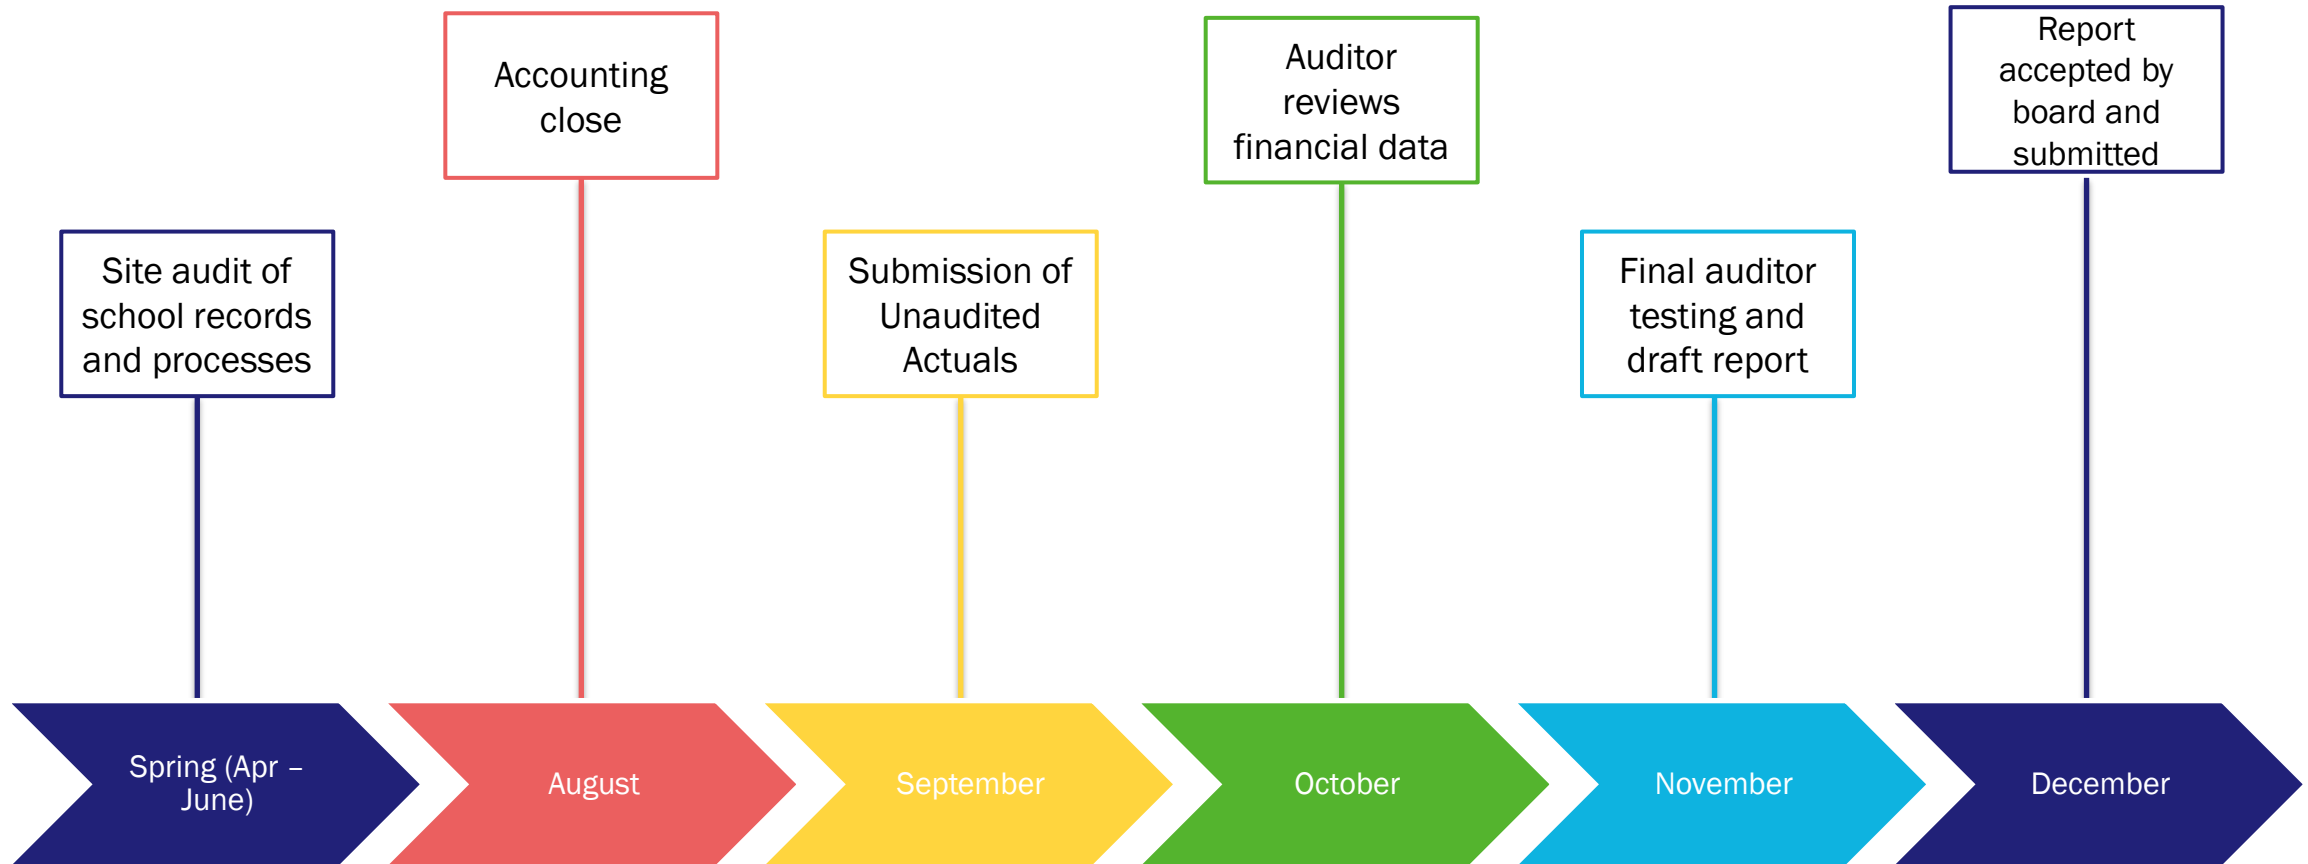 Site audit of
school records
and processes
Accounting
close
Submission of
Unaudited
Actuals
Auditor
reviews
financial data
Final auditor
testing and
draft report
Report
accepted by
board and
submitted
Spring (Apr –
June)
August
September
October
November
December